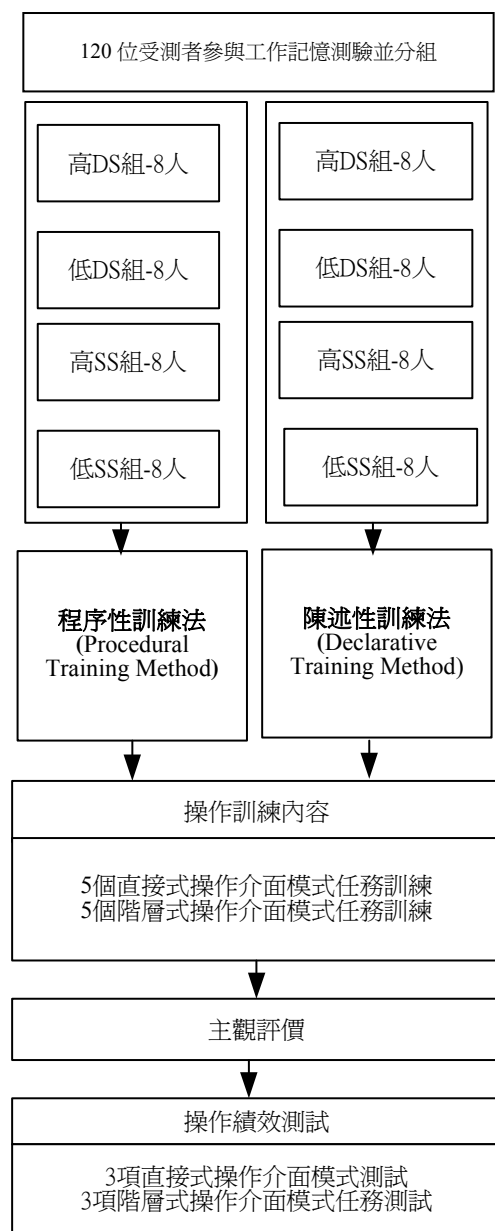 120 位受測者參與工作記憶測驗並分組
高DS組-8人
低DS組-8人
高SS組-8人
低SS組-8人
高DS組-8人
低DS組-8人
高SS組-8人
低SS組-8人
程序性訓練法
(Procedural
Training Method)
陳述性訓練法
(Declarative
Training Method)
操作訓練內容
5個直接式操作介面模式任務訓練
5個階層式操作介面模式任務訓練
主觀評價
操作績效測試
3項直接式操作介面模式測試
3項階層式操作介面模式任務測試